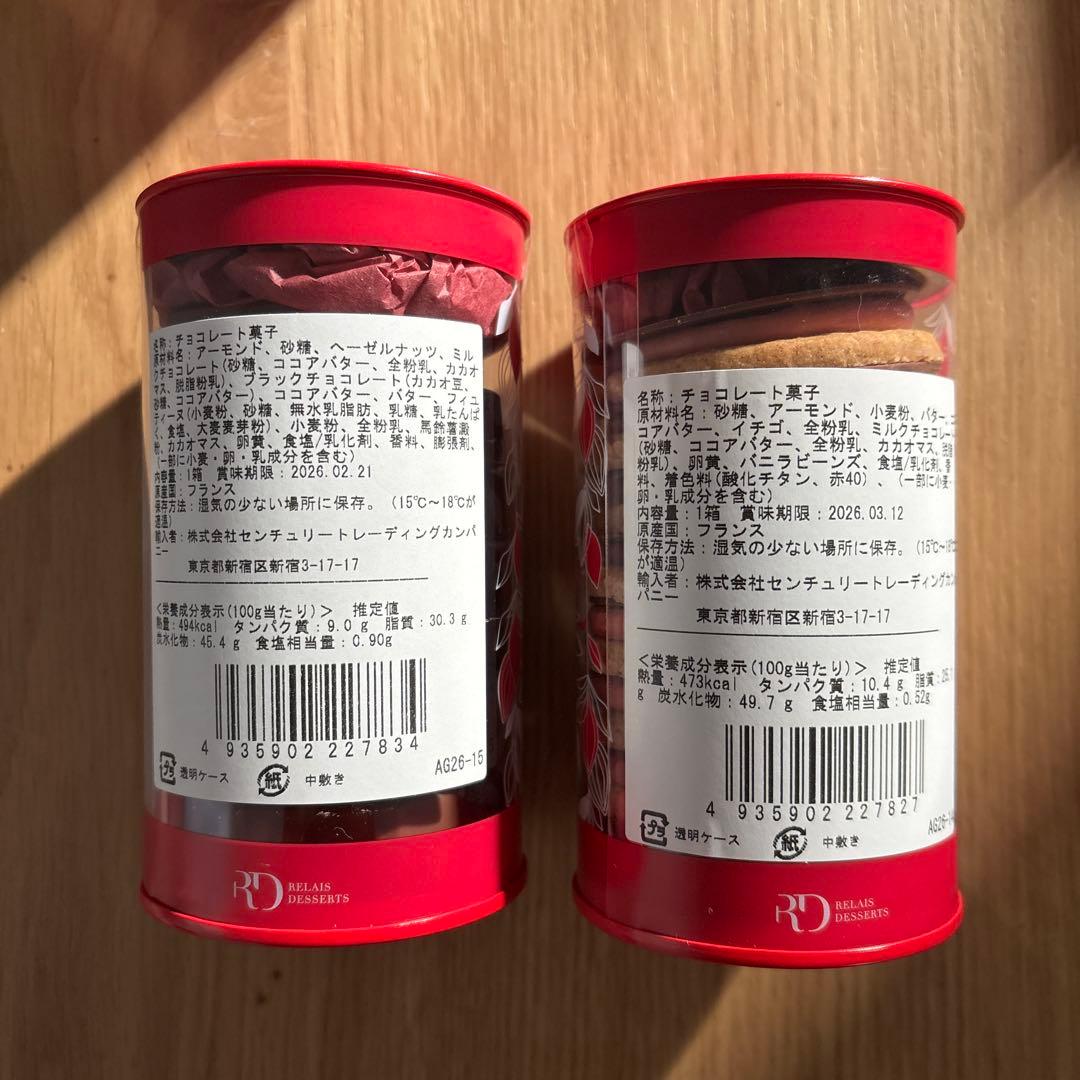 名称：チョコレート菓子
原材料名：アーモンド、砂糖、ヘーゼルナッツ、ミル
クチョコレート(砂糖、ココアバター、全粉乳、カカオ
マス、脱脂粉乳)、ブラックチョコレート(カカオ豆、
砂糖、ココアバター)、ココアバター、バター、フィユ
ティーヌ(小麦粉、砂糖、無水乳脂肪、乳糖、乳たんぱ
く、食塩、大麦麦芽粉)、小麦粉、全粉乳、馬鈴薯澱
粉、カカオマス、卵黄、食塩/乳化剤、香料、膨張剤、
(一部に小麦・卵・乳成分を含む)
内容量：1箱 賞味期限：2026.02.21
原産国：フランス
保存方法：湿気の少ない場所に保存。(15℃～18℃が
適温)
輸入者：株式会社センチュリートレーディングカンパ
ニー
東京都新宿区新宿3-17-17
<栄養成分表示(100g当たり)> 推定値
熱量：494kcal タンパク質：9.0g 脂質：30.3g
炭水化物：45.4g 食塩相当量：0.90g
4 935902 227834
プラ 透明ケース 紙 中敷き
AG26-15
RD RELAIS
DESSERTS
名称：チョコレート菓子
原材料名：砂糖、アーモンド、小麦粉、バター、コ
コアバター、イチゴ、全粉乳、ミルクチョコレート
(砂糖、ココアバター、全粉乳、カカオマス、脱脂
粉乳)、卵黄、バニラビーンズ、食塩/乳化剤、香
料、着色料(酸化チタン、赤40)、(一部に小麦・
卵・乳成分を含む)
内容量：1箱 賞味期限：2026.03.12
原産国：フランス
保存方法：湿気の少ない場所に保存。(15℃～18℃
が適温)
輸入者：株式会社センチュリートレーディングカン
パニー
東京都新宿区新宿3-17-17
<栄養成分表示(100g当たり)> 推定値
熱量：473kcal タンパク質：10.4g 脂質：
g 炭水化物：49.7g 食塩相当量：0.52g
4 935902 227827
プラ 透明ケース 紙 中敷き
RD RELAIS
DESSERTS